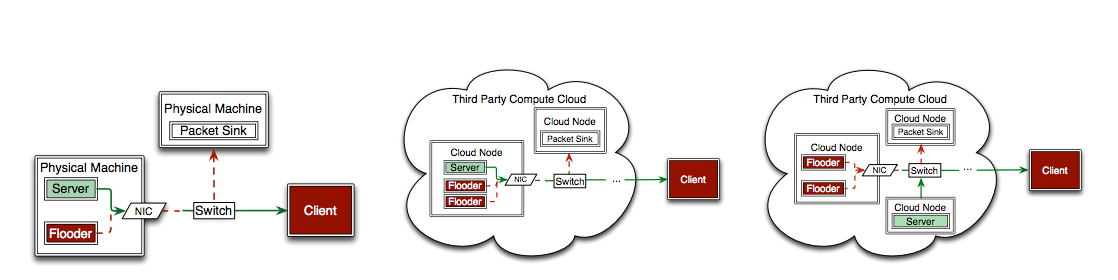 Physical Machine
Packet Sink
Physical Machine
Server
NIC
Switch
Client
Flooder
Third Party Compute Cloud
Cloud Node
Packet Sink
Cloud Node
Server
Flooder
Flooder
NIC
Switch
...
Client
Third Party Compute Cloud
Cloud Node
Packet Sink
Cloud Node
Flooder
Flooder
NIC
Switch
...
Client
Cloud Node
Server